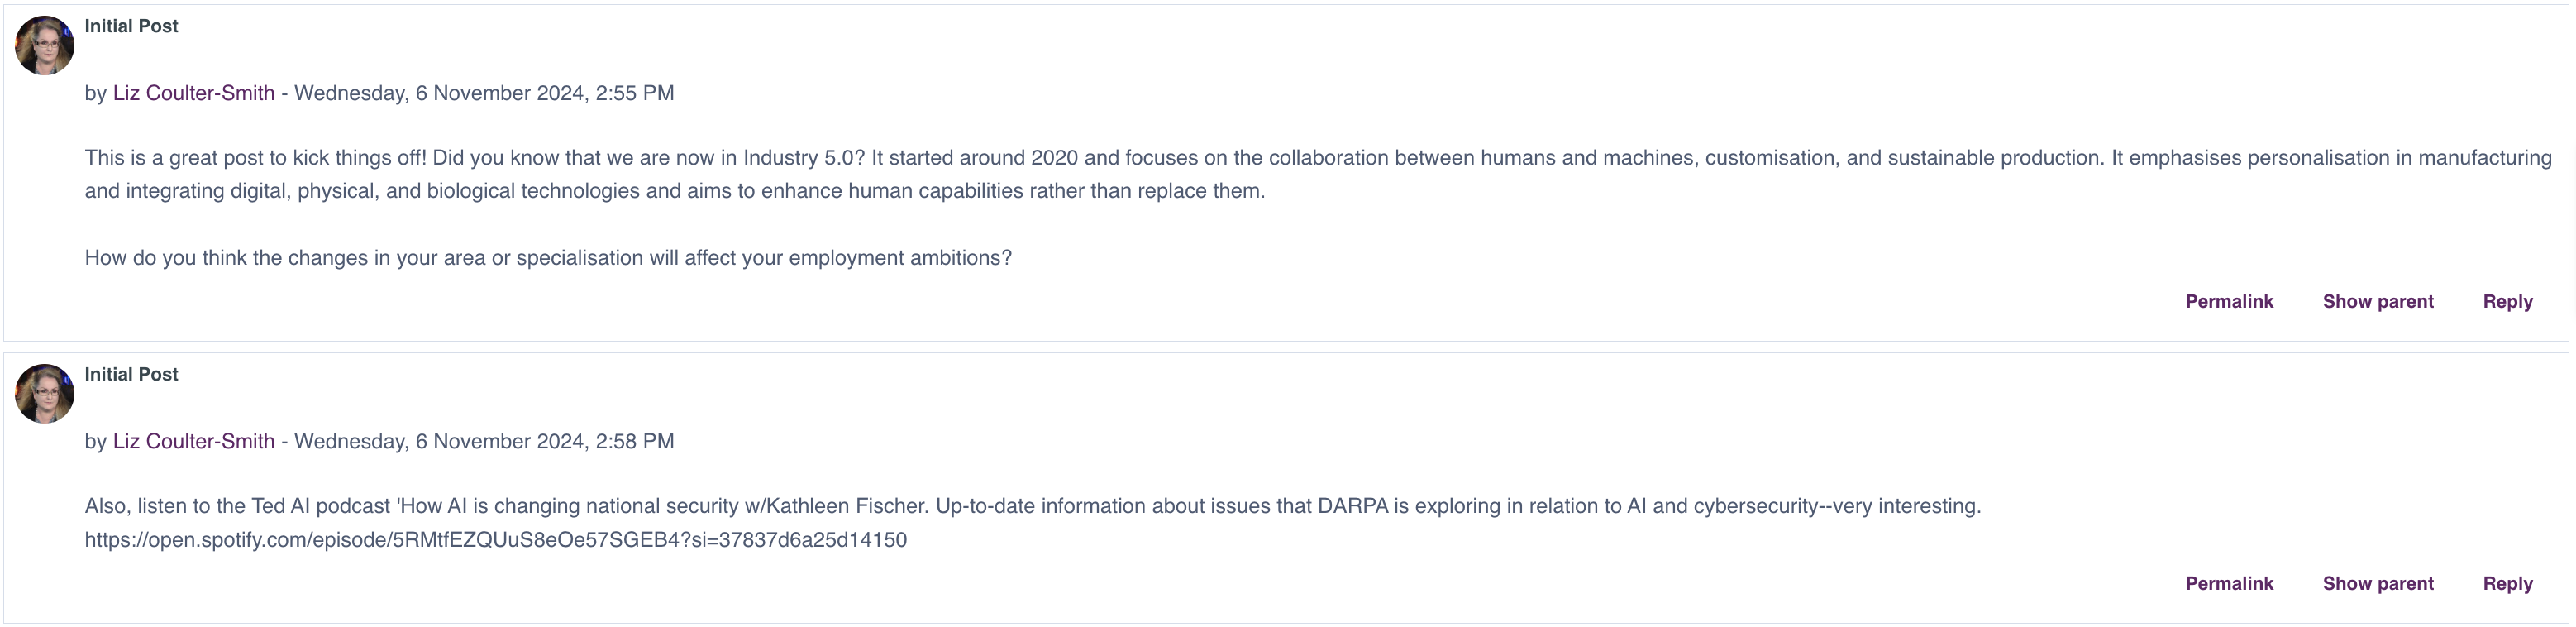 Initial Post
by Liz Coulter-Smith - Wednesday, 6 November 2024, 2:55 PM
This is a great post to kick things off! Did you know that we are now in Industry 5.0? It started around 2020 and focuses on the collaboration between humans and machines, customisation, and sustainable production. It emphasises personalisation in manufacturing
and integrating digital, physical, and biological technologies and aims to enhance human capabilities rather than replace them.
How do you think the changes in your area or specialisation will affect your employment ambitions?
Permalink Show parent Reply
Initial Post
by Liz Coulter-Smith - Wednesday, 6 November 2024, 2:58 PM
Also, listen to the Ted AI podcast 'How AI is changing national security w/Kathleen Fischer. Up-to-date information about issues that DARPA is exploring in relation to AI and cybersecurity--very interesting.
https://open.spotify.com/episode/5RMtfEZQUuS8eOe57SGEB4?si=37837d6a25d14150
Permalink Show parent Reply